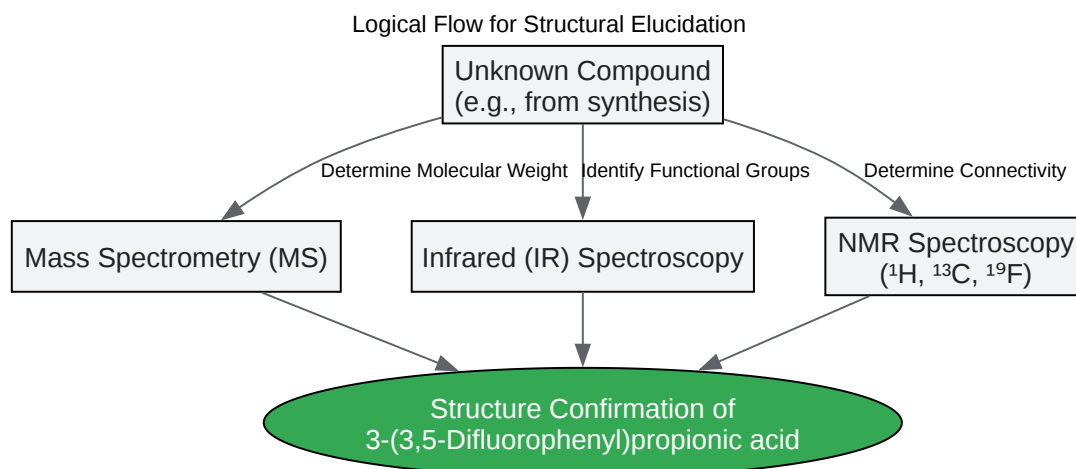 Logical Flow for Structural Elucidation
Unknown Compound
(e.g., from synthesis)
Determine Molecular Weight
Identify Functional Groups
Determine Connectivity
Mass Spectrometry (MS)
Infrared (IR) Spectroscopy
NMR Spectroscopy
(¹H, ¹³C, ¹⁹F)
Structure Confirmation of
3-(3,5-Difluorophenyl)propionic acid